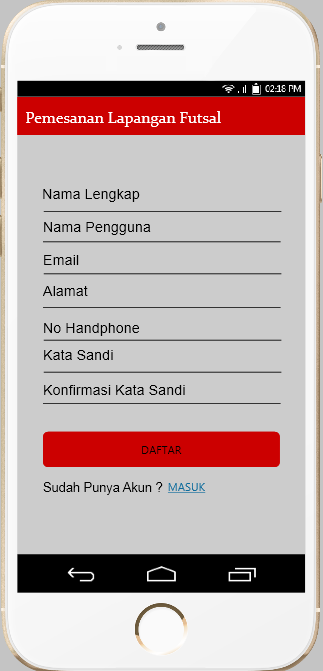 02:18 PM
Pemesanan Lapangan Futsal
Nama Lengkap
Nama Pengguna
Email
Alamat
No Handphone
Kata Sandi
Konfirmasi Kata Sandi
DAFTAR
Sudah Punya Akun ? MASUK